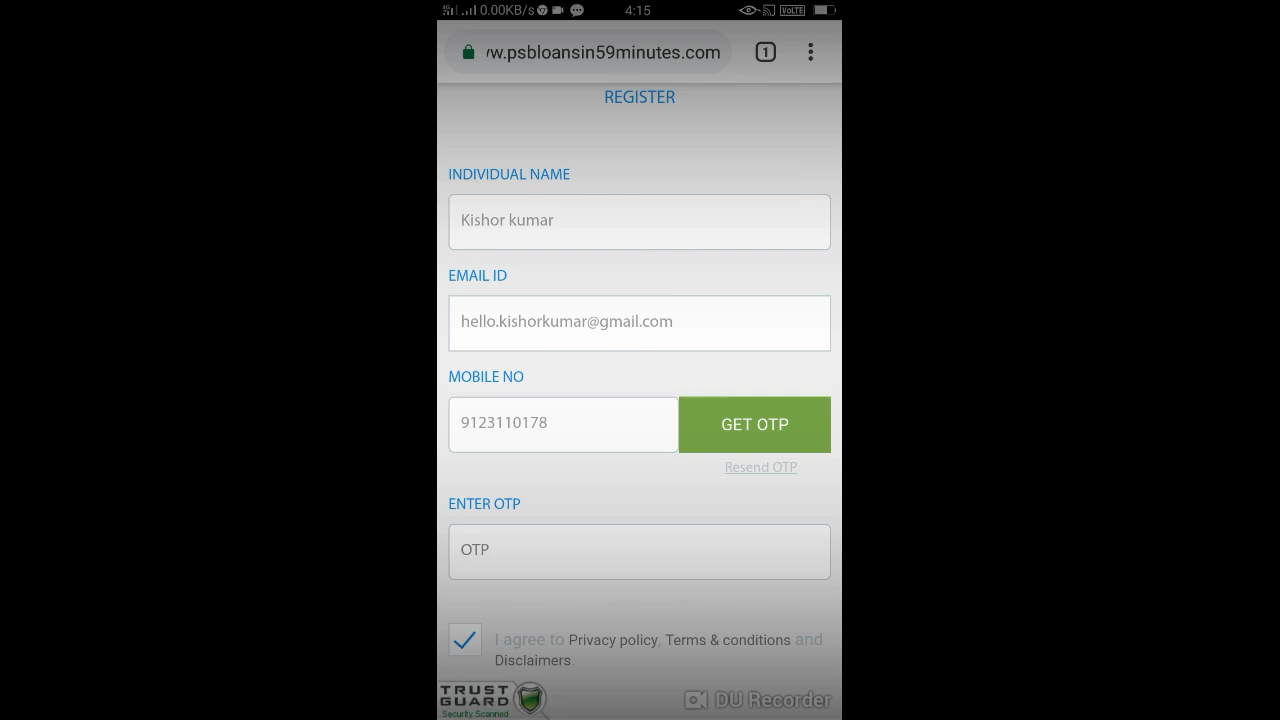 0.00KB/s
4:15
VoLTE
w.psbloansin59minutes.com
1
REGISTER
INDIVIDUAL NAME
Kishor kumar
EMAIL ID
hello.kishorkumar@gmail.com
MOBILE NO
9123110178
GET OTP
Resend OTP
ENTER OTP
OTP
I agree to Privacy policy, Terms & conditions and
Disclaimers.
TRUST
GUARD
Security Scanned
DU Recorder